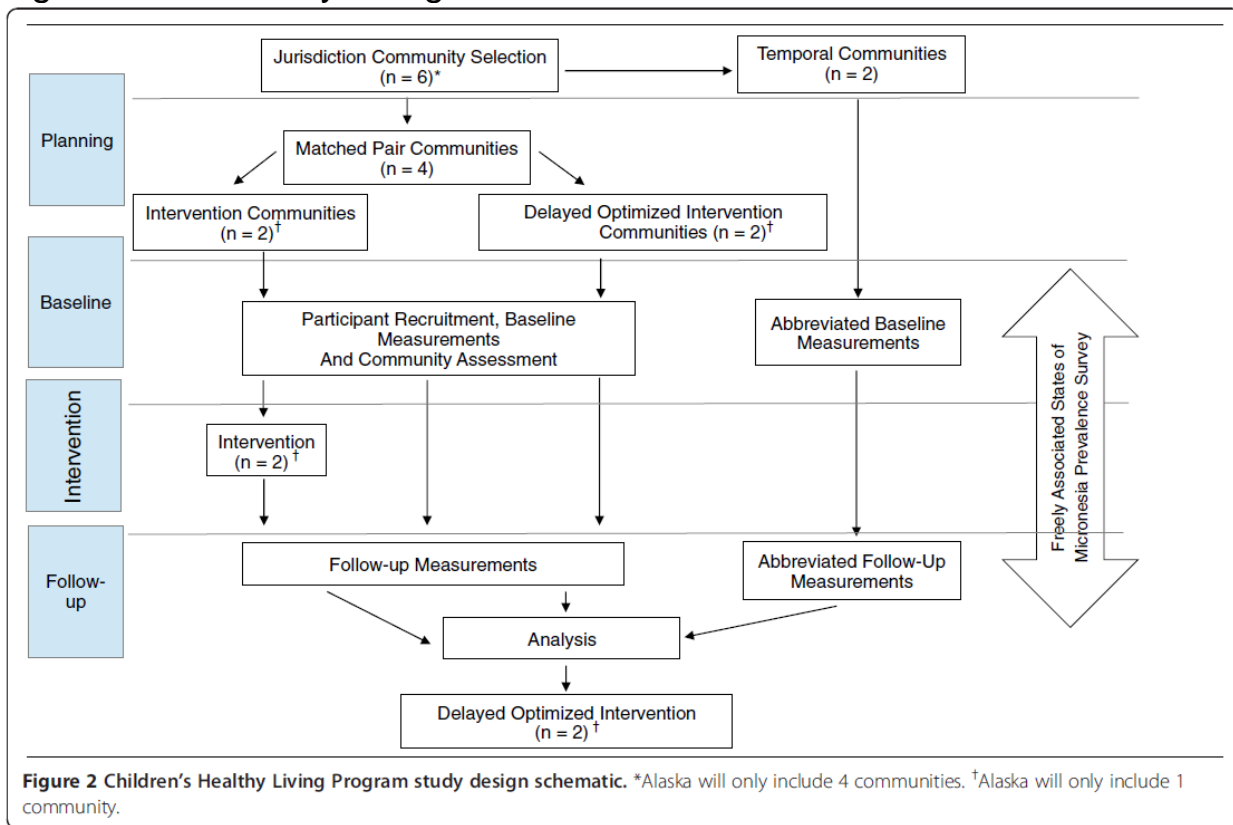 Jurisdiction Community Selection
(n = 6)*
Temporal Communities
(n = 2)
Planning
Matched Pair Communities
(n = 4)
Intervention Communities
(n = 2)†
Delayed Optimized Intervention
Communities (n = 2)†
Baseline
Participant Recruitment, Baseline
Measurements
And Community Assessment
Abbreviated Baseline
Measurements
Freely Associated States of
Micronesia Prevalence Survey
Intervention
Intervention
(n = 2) †
Follow-
up
Follow-up Measurements
Abbreviated Follow-Up
Measurements
Analysis
Delayed Optimized Intervention
(n = 2) †
Figure 2 Children's Healthy Living Program study design schematic. *Alaska will only include 4 communities. †Alaska will only include 1
community.